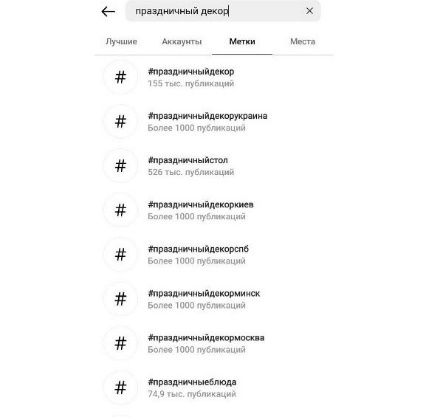 праздничный декор
Лучшие Аккаунты Метки Места
#праздничныйдекор
155 тыс. публикаций
#праздничныйдекорукраина
Более 1000 публикаций
#праздничныйстол
526 тыс. публикаций
#праздничныйдекоркиев
Более 1000 публикаций
#праздничныйдекорспб
Более 1000 публикаций
#праздничныйдекорминск
Более 1000 публикаций
#праздничныйдекормосква
Более 1000 публикаций
#праздничныеблюда
74,9 тыс. публикаций